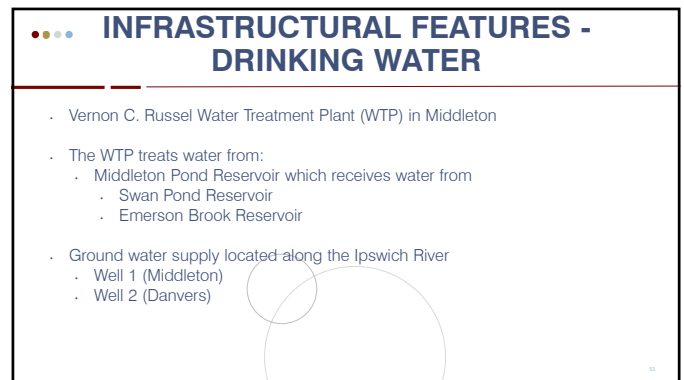 INFRASTRUCTURAL FEATURES -
DRINKING WATER
Vernon C. Russel Water Treatment Plant (WTP) in Middleton
The WTP treats water from:
Middleton Pond Reservoir which receives water from
Swan Pond Reservoir
Emerson Brook Reservoir
Ground water supply located along the Ipswich River
Well 1 (Middleton)
Well 2 (Danvers)